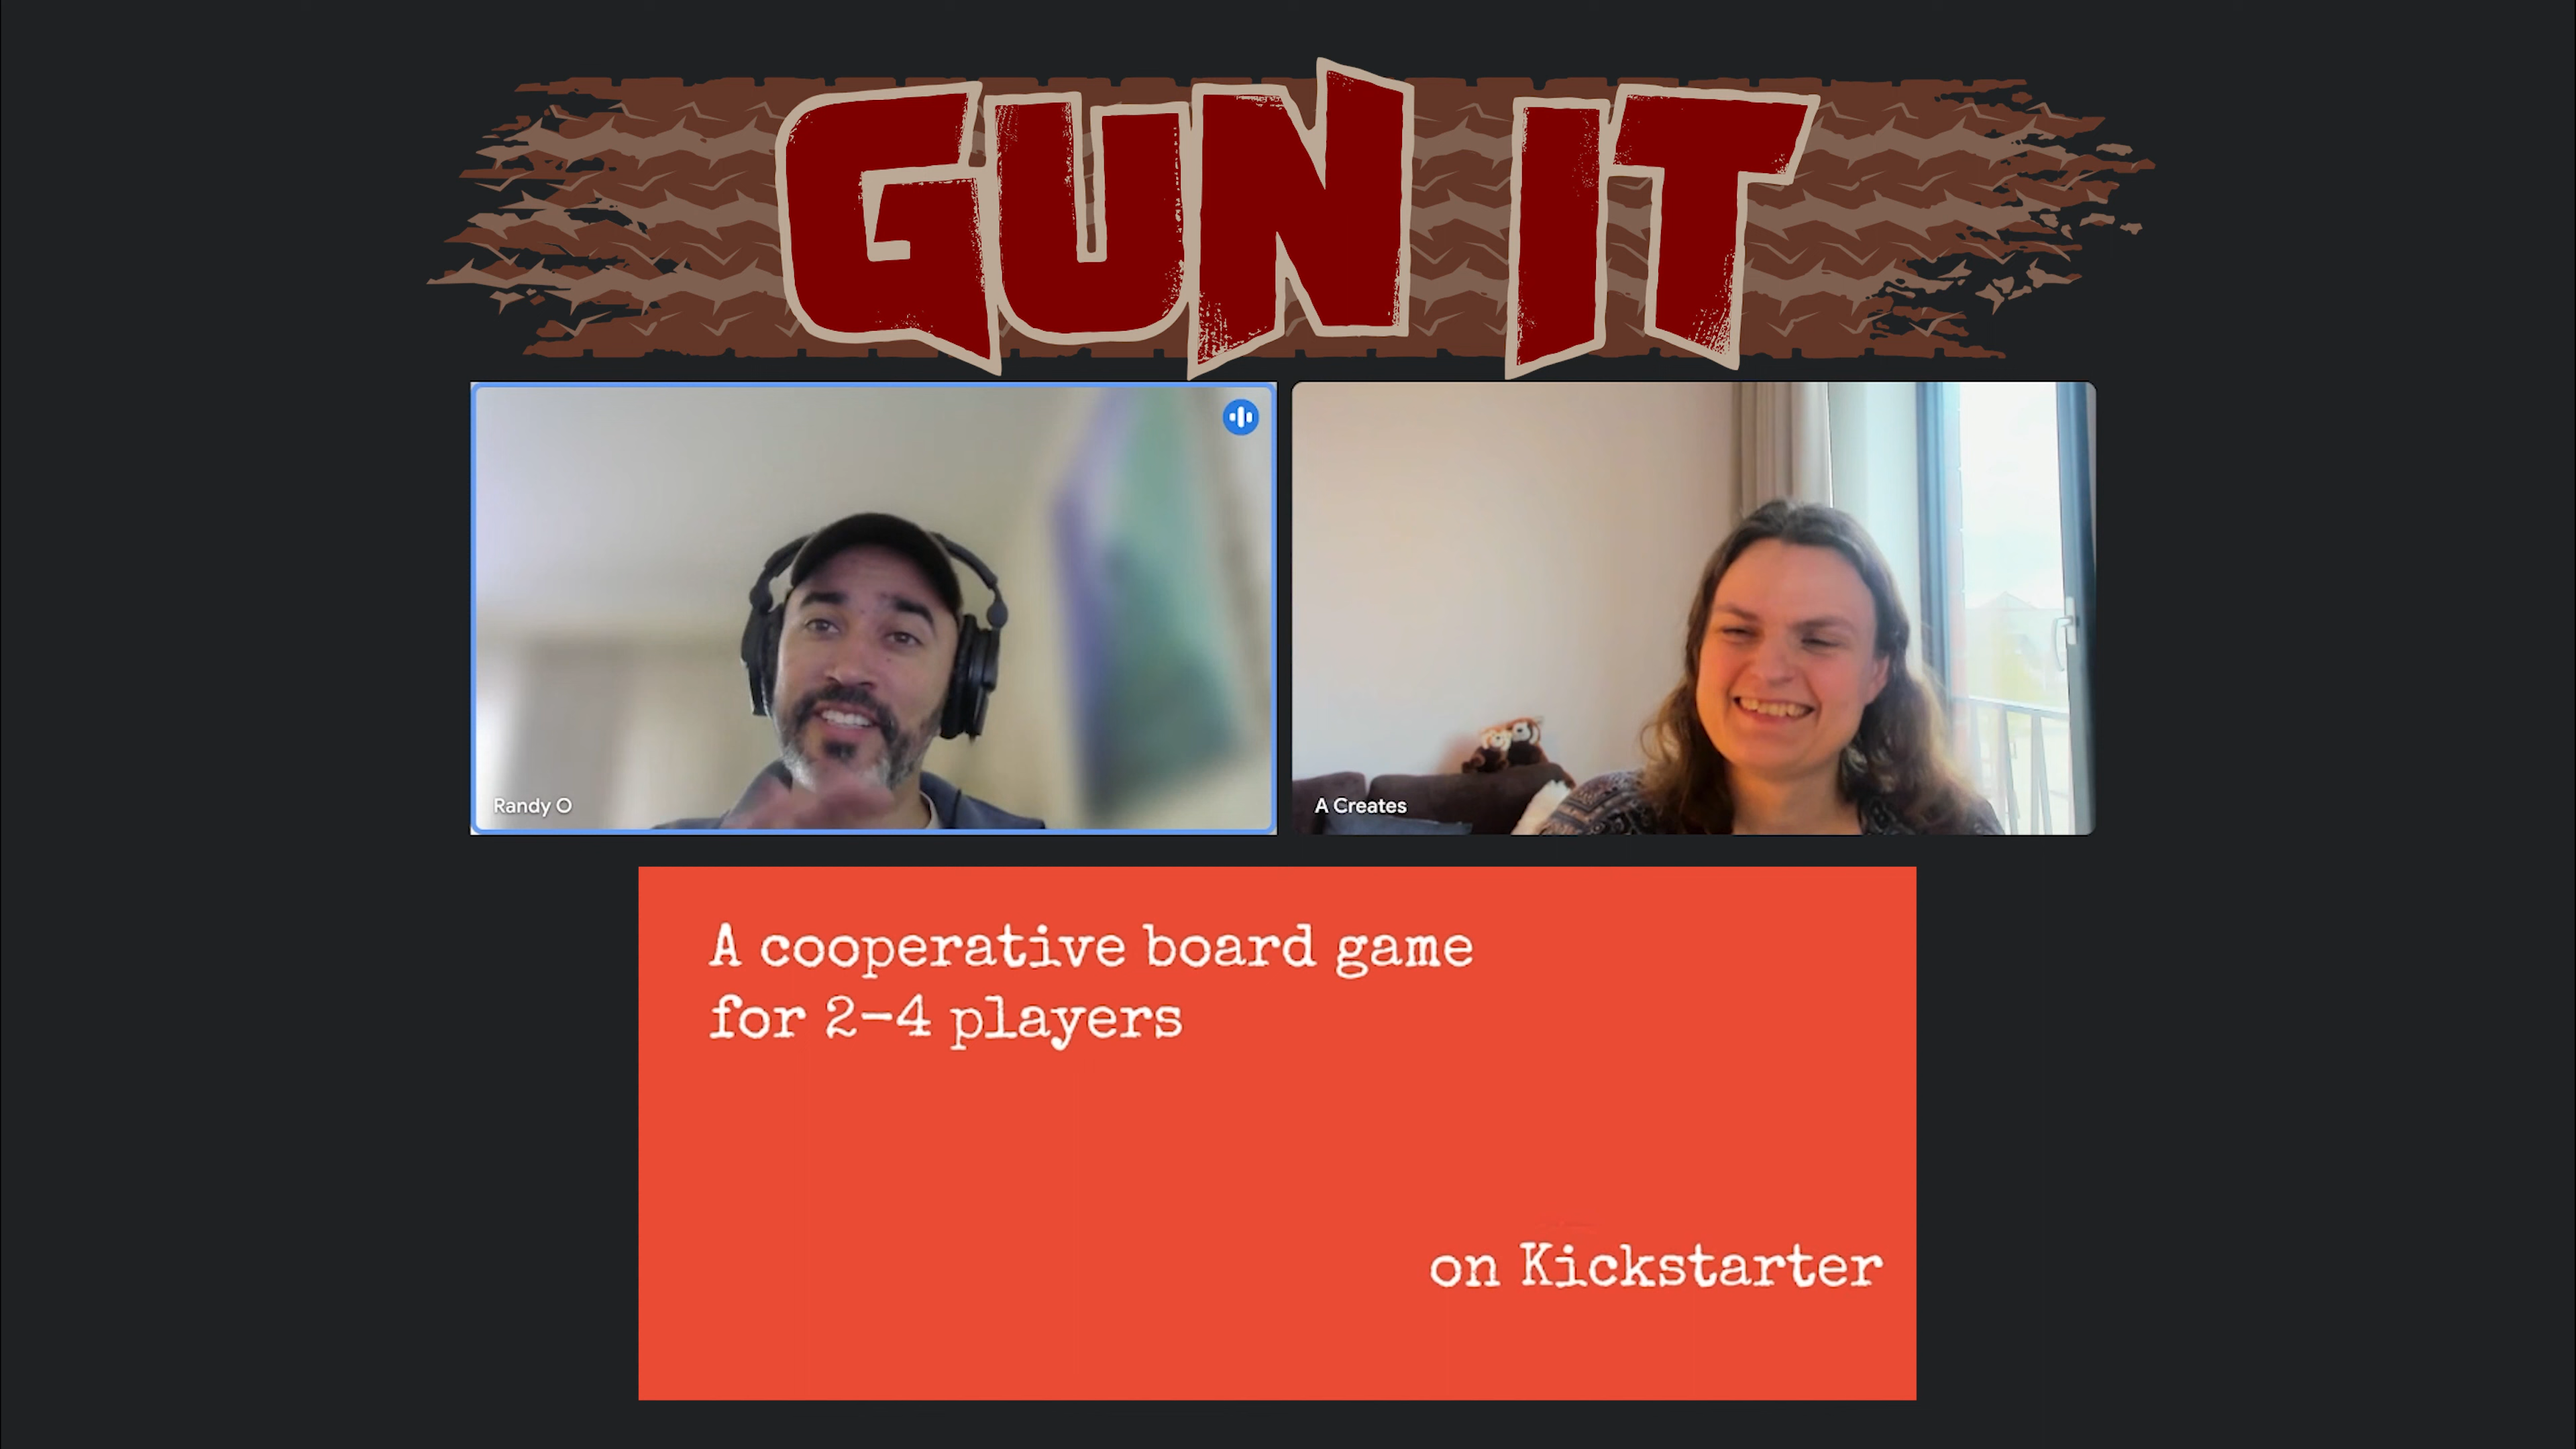 GUN IT
Randy O
A Creates
A cooperative board game
for 2-4 players
on Kickstarter